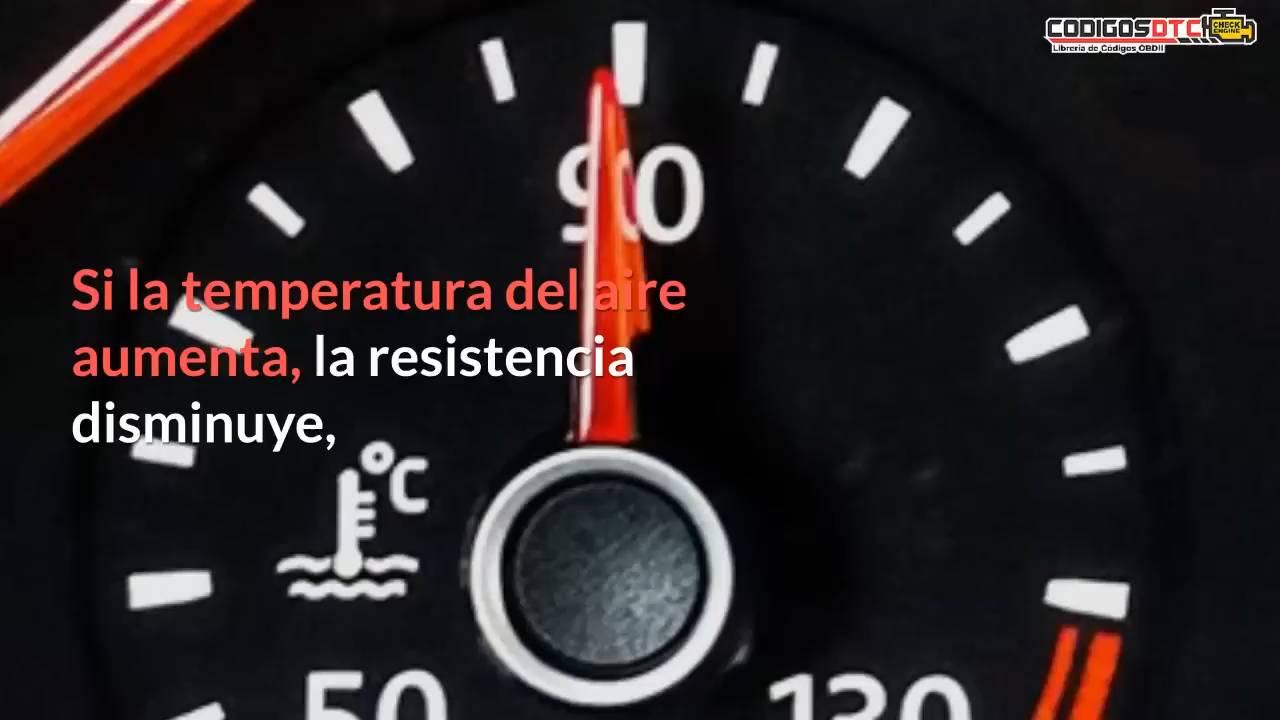 CODIGOSDTC
CHECK
ENGINE
Librería de Códigos OBDII
90
Si la temperatura del aire
aumenta, la resistencia
disminuye,
°C
50
130